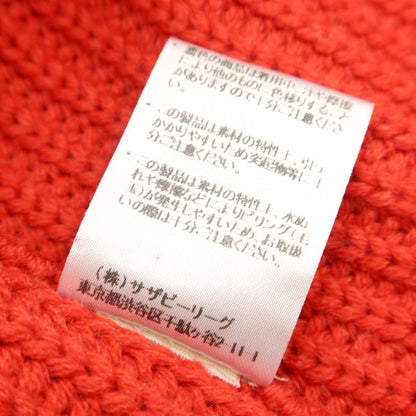 濃色の商品は着用中、汗や摩擦
により他のものに色移りすること
がありますので十分ご注意くださ
い。
・この製品は素材の特性上、引っ
かかりやすいため突起物等に十
分ご注意ください。
・この製品は素材の特性上、水ぬ
れや摩擦などによりピリング(毛
玉)が発生しやすいため、お取扱
いの際は十分ご注意ください。
(株)サザビーリーグ
東京都渋谷区千駄ヶ谷2-11-1